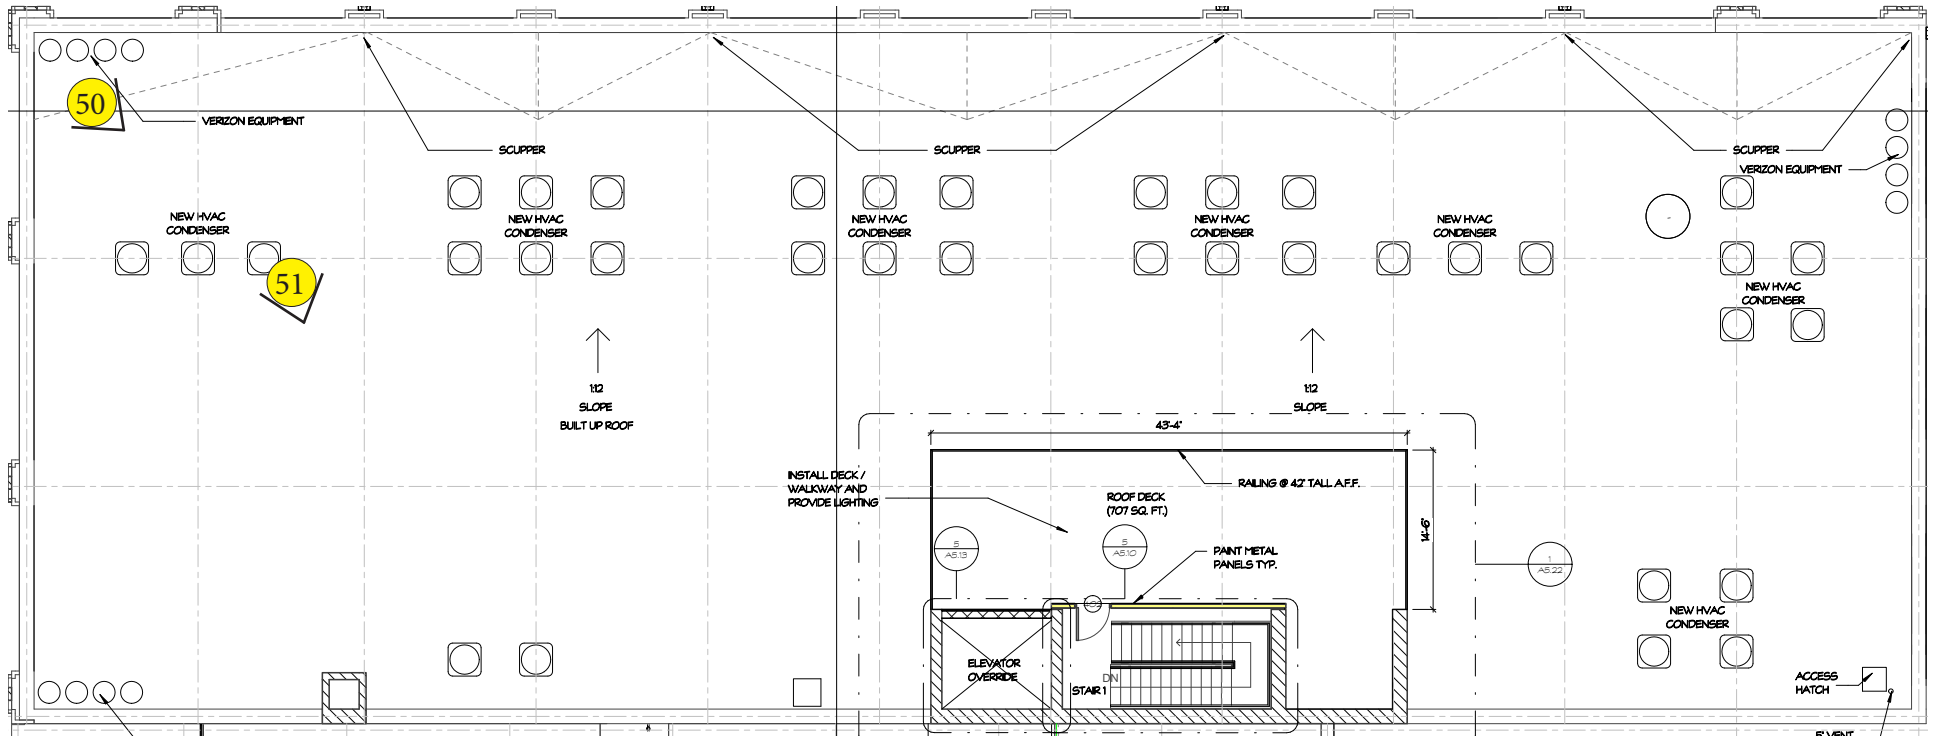 50
VERIZON EQUIPMENT
SCUPPER
SCUPPER
SCUPPER
VERIZON EQUIPMENT
NEW HVAC
CONDENSER
NEW HVAC
CONDENSER
NEW HVAC
CONDENSER
NEW HVAC
CONDENSER
NEW HVAC
CONDENSER
51
NEW HVAC
CONDENSER
1:12
SLOPE
BUILT UP ROOF
1:12
SLOPE
43'-4"
INSTALL DECK /
WALKWAY AND
PROVIDE LIGHTING
RAILING @ 42" TALL A.F.F.
ROOF DECK
(707 SQ. FT.)
14'-6"
5
A5.13
5
A5.10
PAINT METAL
PANELS TYP.
1
A5.22
NEW HVAC
CONDENSER
ELEVATOR
OVERRIDE
DN
STAIR 1
ACCESS
HATCH
5" VENT